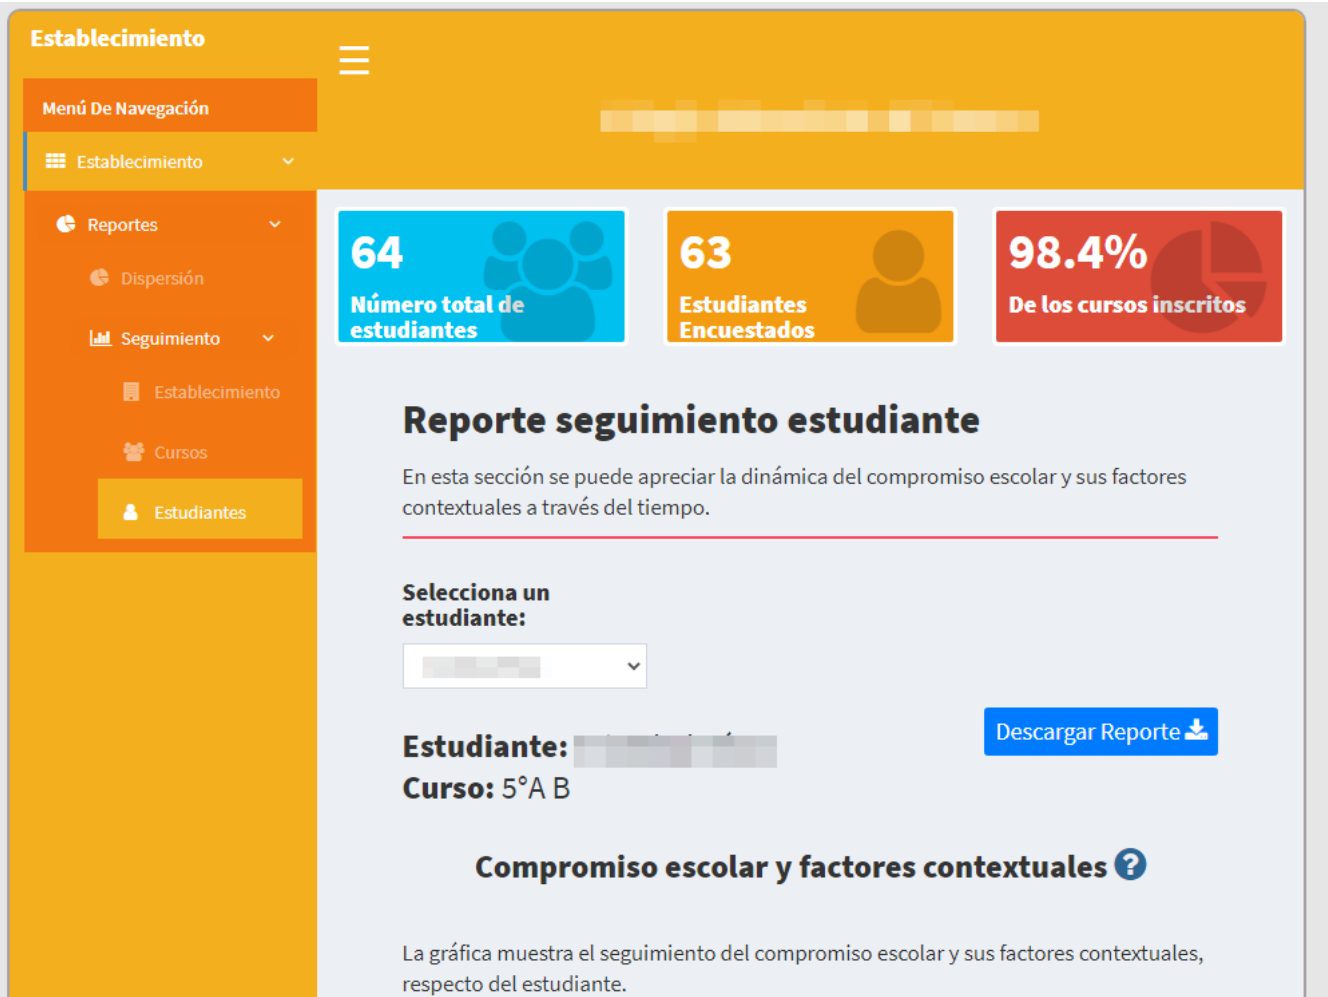 Establecimiento
Menú De Navegación
Establecimiento
Reportes
Dispersión
Seguimiento
Establecimiento
Cursos
Estudiantes
64
Número total de
estudiantes
63
Estudiantes
Encuestados
98.4%
De los cursos inscritos
Reporte seguimiento estudiante
En esta sección se puede apreciar la dinámica del compromiso escolar y sus factores
contextuales a través del tiempo.
Selecciona un
estudiante:
Descargar Reporte
Estudiante:
Curso: 5°A B
Compromiso escolar y factores contextuales ?
La gráfica muestra el seguimiento del compromiso escolar y sus factores contextuales,
respecto del estudiante.